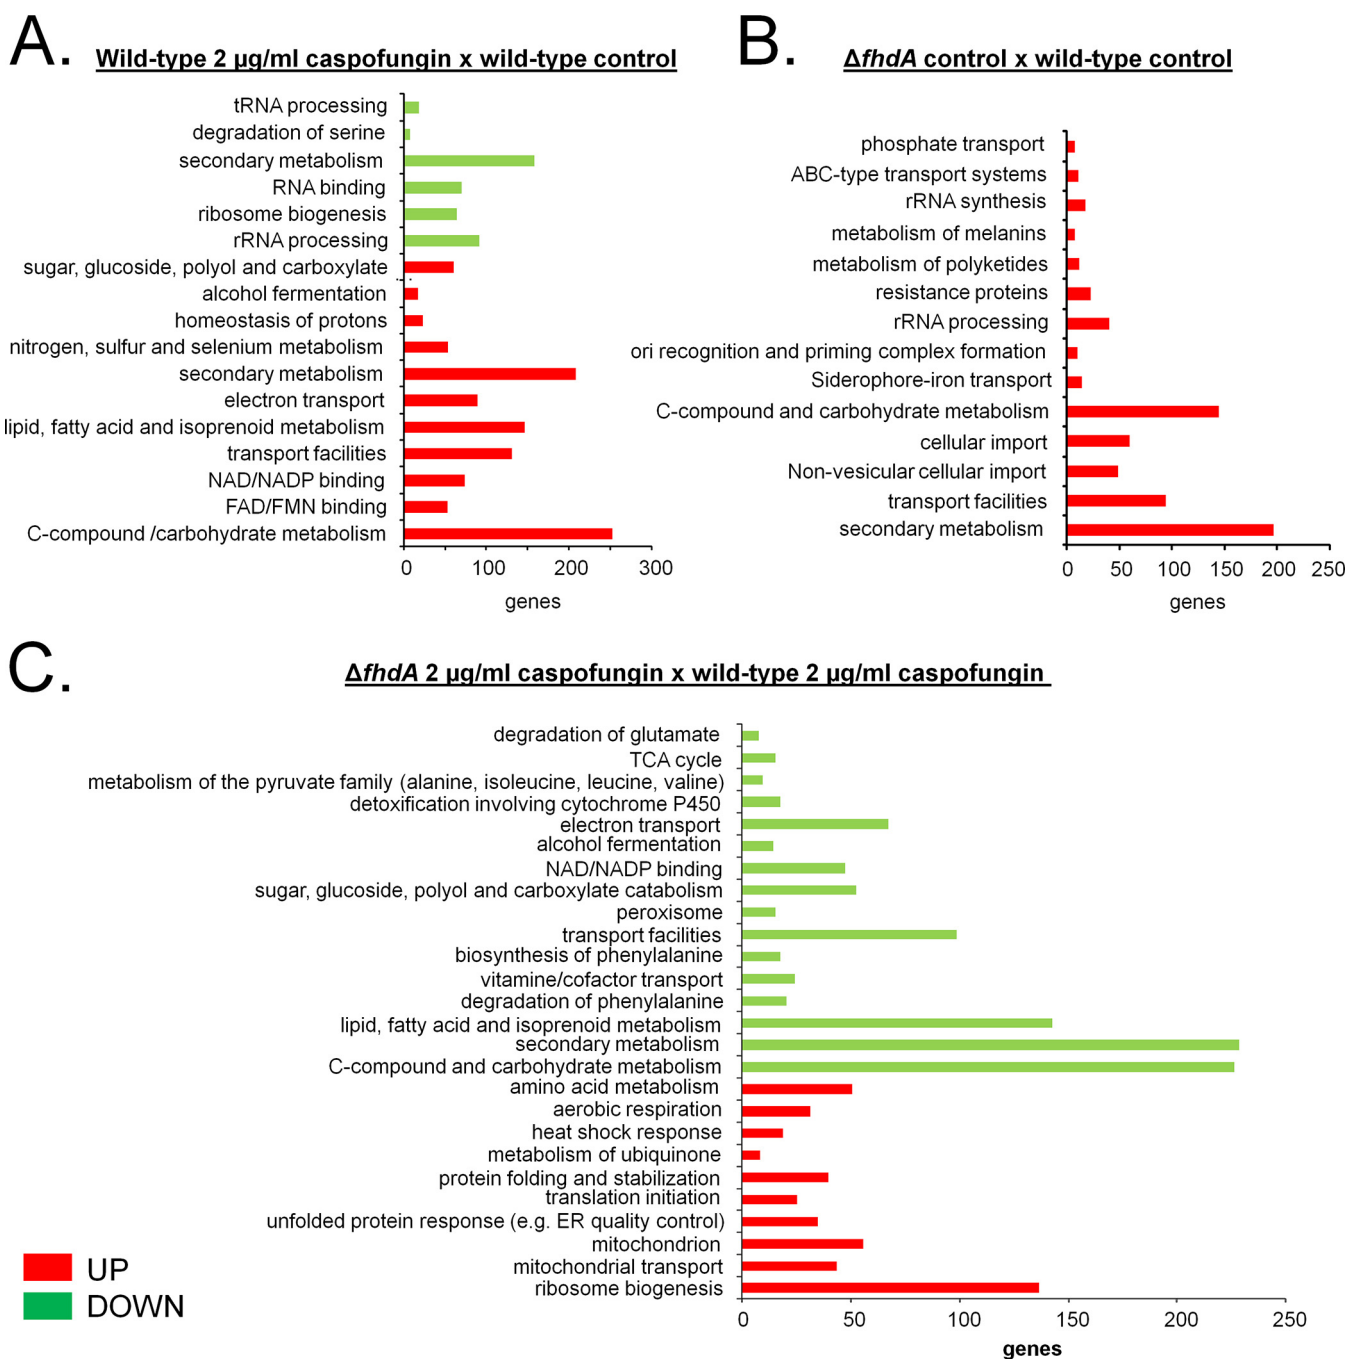 A.
Wild-type 2 µg/ml caspofungin x wild-type control
tRNA processing
degradation of serine
secondary metabolism
RNA binding
ribosome biogenesis
rRNA processing
sugar, glucoside, polyol and carboxylate
alcohol fermentation
homeostasis of protons
nitrogen, sulfur and selenium metabolism
secondary metabolism
electron transport
lipid, fatty acid and isoprenoid metabolism
transport facilities
NAD/NADP binding
FAD/FMN binding
C-compound /carbohydrate metabolism
0 100 200 300
genes
B.
ΔfhdA control x wild-type control
phosphate transport
ABC-type transport systems
rRNA synthesis
metabolism of melanins
metabolism of polyketides
resistance proteins
rRNA processing
ori recognition and priming complex formation
Siderophore-iron transport
C-compound and carbohydrate metabolism
cellular import
Non-vesicular cellular import
transport facilities
secondary metabolism
0 50 100 150 200 250
genes
C.
ΔfhdA 2 µg/ml caspofungin x wild-type 2 µg/ml caspofungin
degradation of glutamate
TCA cycle
metabolism of the pyruvate family (alanine, isoleucine, leucine, valine)
detoxification involving cytochrome P450
electron transport
alcohol fermentation
NAD/NADP binding
sugar, glucoside, polyol and carboxylate catabolism
peroxisome
transport facilities
biosynthesis of phenylalanine
vitamine/cofactor transport
degradation of phenylalanine
lipid, fatty acid and isoprenoid metabolism
secondary metabolism
C-compound and carbohydrate metabolism
amino acid metabolism
aerobic respiration
heat shock response
metabolism of ubiquinone
protein folding and stabilization
translation initiation
unfolded protein response (e.g. ER quality control)
mitochondrion
mitochondrial transport
ribosome biogenesis
0 50 100 150 200 250
genes
UP
DOWN